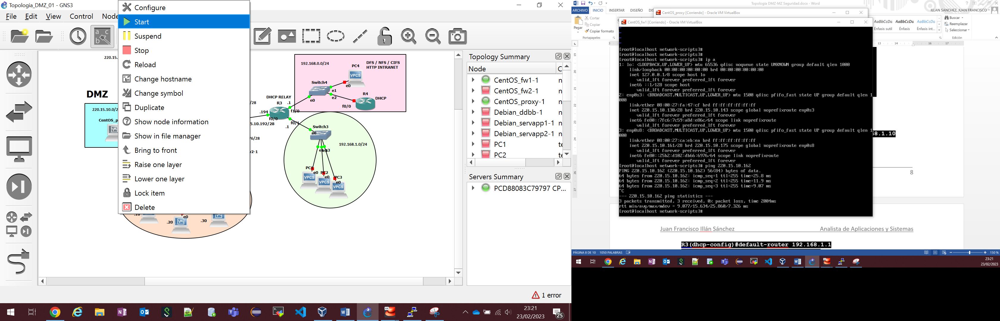 Topologia_DMZ_01 - GNS3
File Edit View Control Node
Configure
Start
Suspend
Stop
Reload
Change hostname
Change symbol
Duplicate
Show node information
Show in file manager
Bring to front
Raise one layer
Lower one layer
Lock item
Delete
220.15.
DMZ
220.15.10.0/2
CentOS_p
192.168.0.0/24
DFS / NFS / CIFS
HTTP INTRANET
PC4
VPCS
e0
Switch4
e1
e2
e0
R4
DHCP
f0/0
DHCP RELAY
R3
.1
/28
.194
f1/0
f0/0
f0/1
5.10.192/28
.1
Switch3
e0
/6/28
192.168.1.0/24
v2-1
PC1
e0
PC2
e0
PC3
e0
VPCS
VPCS
VPCS
.20
e0
.30
Topology Summary
Node
CentOS_fw1-1
CentOS_fw2-1
CentOS_proxy-1
Debian_ddbb-1
Debian_servapp1-1
Debian_servapp2-1
PC1
PC2
Servers Summary
PCD88083C79797 CP...
1 error
23:21
23/02/2023
25
Topología DMZ-MZ Seguridad.docx - Word
ARCHIVO INICIO INSERTAR DISEÑO
ILLAN SANCHEZ, JUAN FRANCISCO
CentOS_proxy [Corriendo] - Oracle VM VirtualBox
CentOS_fw1 [Corriendo] - Oracle VM VirtualBox
Pegar
Cortar
Copiar
Copiar formato
Portapapeles
AaBbCcDc AaBbCcDc AaBbCcDc
Énfasis sutil Énfasis Énfasis int...
Buscar
Reemplazar
Seleccionar
Edición
[root@localhost network-scripts]#
[root@localhost network-scripts]#
[root@localhost network-scripts]# ip a
1: lo: <LOOPBACK,UP,LOWER_UP> mtu 65536 qdisc noqueue state UNKNOWN group default qlen 1000
link/loopback 00:00:00:00:00:00 brd 00:00:00:00:00:00
inet 127.0.0.1/8 scope host lo
valid_lft forever preferred_lft forever
inet6 ::1/128 scope host
valid_lft forever preferred_lft forever
2: enp0s3: <BROADCAST,MULTICAST,UP,LOWER_UP> mtu 1500 qdisc pfifo_fast state UP group default qlen 1
000
link/ether 08:00:27:fa:47:cf brd ff:ff:ff:ff:ff:ff
inet 220.15.10.130/28 brd 220.15.10.143 scope global noprefixroute enp0s3
valid_lft forever preferred_lft forever
inet6 fe80::7fc6:7c59:a8d:e86c/64 scope link noprefixroute
valid_lft forever preferred_lft forever
3: enp0s8: <BROADCAST,MULTICAST,UP,LOWER_UP> mtu 1500 qdisc pfifo_fast state UP group default qlen 1
000
link/ether 08:00:27:ca:eb:ea brd ff:ff:ff:ff:ff:ff
inet 220.15.10.161/28 brd 220.15.10.175 scope global noprefixroute enp0s8
valid_lft forever preferred_lft forever
inet6 fe80::25b2:d102:db66:6976/64 scope link noprefixroute
valid_lft forever preferred_lft forever
[root@localhost network-scripts]# ping 220.15.10.162
PING 220.15.10.162 (220.15.10.162) 56(84) bytes of data.
64 bytes from 220.15.10.162: icmp_seq=1 ttl=255 time=25.8 ms
64 bytes from 220.15.10.162: icmp_seq=2 ttl=255 time=11.9 ms
64 bytes from 220.15.10.162: icmp_seq=3 ttl=255 time=9.07 ms
^C
--- 220.15.10.162 ping statistics ---
3 packets transmitted, 3 received, 0% packet loss, time 2004ms
rtt min/avg/max/mdev = 9.077/15.634/25.860/7.326 ms
[root@localhost network-scripts]#
58.1.10
8
Juan Francisco Illán Sánchez Analista de Aplicaciones y Sistemas
R3(dhcp-config)#default-router 192.168.1.1
PÁGINA 8 DE 10 1050 PALABRAS
150 %
23:21
23/02/2023